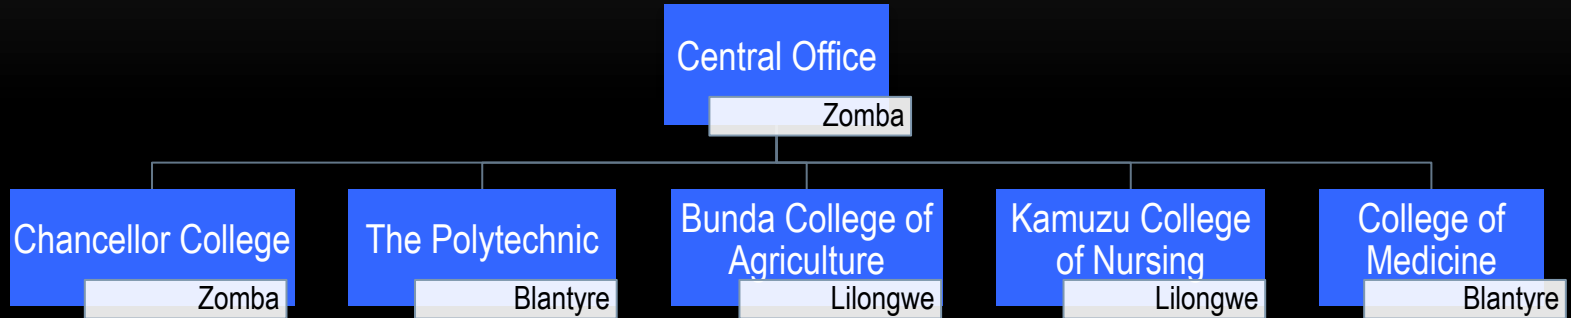 Central Office
Zomba
Chancellor College
Zomba
The Polytechnic
Blantyre
Bunda College of
Agriculture
Lilongwe
Kamuzu College
of Nursing
Lilongwe
College of
Medicine
Blantyre